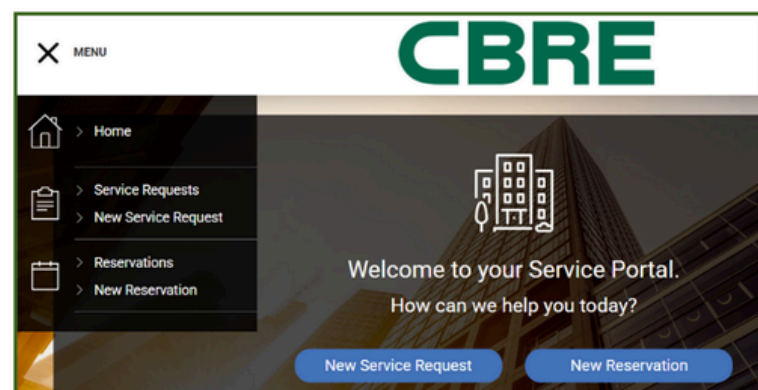 MENU
CBRE
Home
Service Requests
New Service Request
Reservations
New Reservation
Welcome to your Service Portal.
How can we help you today?
New Service Request
New Reservation